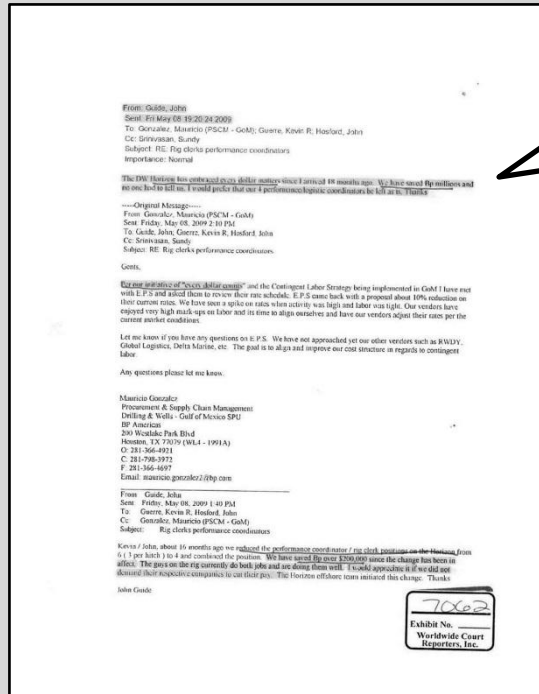 From: Guide, John
Sent: Fri May 08 19:20:24 2009
To: Gonzalez, Mauricio (PSCM - GoM); Guerre, Kevin R; Hosford, John
Cc: Srinivasan, Sundy
Subject: RE: Rig clerks performance coordinators
Importance: Normal
The DW Horizon has embraced every dollar matters since I arrived 18 months ago. We have saved Bp millions and
no one had to tell us. I would prefer that our 4 performance/logistic coordinators be left as is. Thanks
-----Original Message-----
From: Gonzalez, Mauricio (PSCM - GoM)
Sent: Friday, May 08, 2009 2:10 PM
To: Guide, John; Guerre, Kevin R; Hosford, John
Cc: Srinivasan, Sundy
Subject: RE: Rig clerks performance coordinators
Gents,
Per our initiative of "every dollar counts" and the Contingent Labor Strategy being implemented in GoM I have met
with E.P.S and asked them to review their rate schedule. E.P.S came back with a proposal about 10% reduction on
their current rates. We have seen a spike on rates when activity was high and labor was tight. Our vendors have
enjoyed very high mark-ups on labor and its time to align ourselves and have our vendors adjust their rates per the
current market conditions.
Let me know if you have any questions on E.P.S. We have not approached yet our other vendors such as RWDY,
Global Logistics, Delta Marine, etc. The goal is to align and improve our cost structure in regards to contingent
labor.
Any questions please let me know.
Mauricio Gonzalez
Procurement & Supply Chain Management
Drilling & Wells - Gulf of Mexico SPU
BP Americas
200 Westlake Park Blvd
Houston, TX 77079 (WL4 - 1991A)
O: 281-366-4921
C: 281-798-3972
F: 281-366-4697
Email: mauricio.gonzalez2@bp.com
From: Guide, John
Sent: Friday, May 08, 2009 1:40 PM
To: Guerre, Kevin R; Hosford, John
Cc: Gonzalez, Mauricio (PSCM - GoM)
Subject: Rig clerks performance coordinators
Kevin / John, about 16 months ago we reduced the performance coordinator / rig clerk positions on the Horizon from
6 ( 3 per hitch ) to 4 and combined the position. We have saved Bp over $200,000 since the change has been in
affect. The guys on the rig currently do both jobs and are doing them well. I would appreciate it if we did not
demand their respective companies to cut their pay. The Horizon offshore team initiated this change. Thanks
John Guide
7062
Exhibit No.
Worldwide Court
Reporters, Inc.